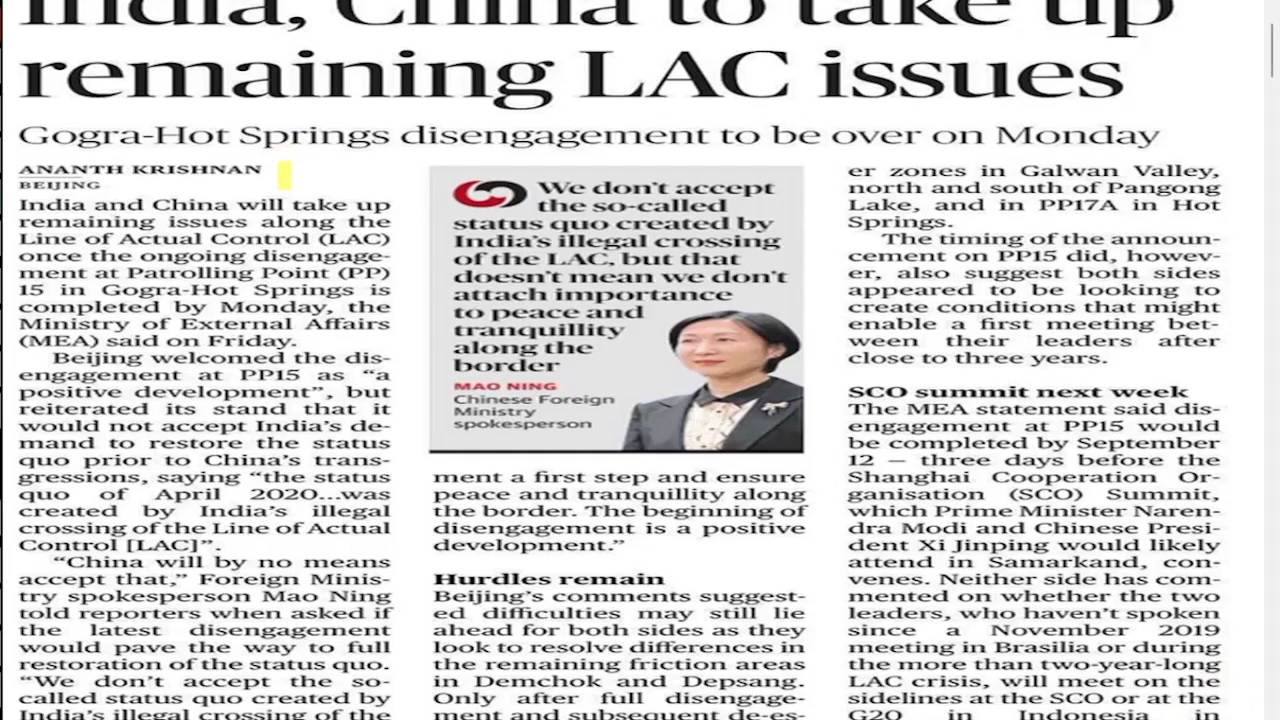 India, China to take up
remaining LAC issues
Gogra-Hot Springs disengagement to be over on Monday
ANANTH KRISHNAN
BEIJING
India and China will take up
remaining issues along the
Line of Actual Control (LAC)
once the ongoing disengage-
ment at Patrolling Point (PP)
15 in Gogra-Hot Springs is
completed by Monday, the
Ministry of External Affairs
(MEA) said on Friday.
Beijing welcomed the dis-
engagement at PP15 as “a
positive development”, but
reiterated its stand that it
would not accept India’s de-
mand to restore the status
quo prior to China’s trans-
gressions, saying “the status
quo of April 2020...was
created by India’s illegal
crossing of the Line of Actual
Control [LAC]”.
“China will by no means
accept that,” Foreign Minis-
try spokesperson Mao Ning
told reporters when asked if
the latest disengagement
would pave the way to full
restoration of the status quo.
“We don’t accept the so-
called status quo created by
India’s illegal crossing of the
We don’t accept
the so-called
status quo created by
India’s illegal crossing
of the LAC, but that
doesn’t mean we don’t
attach importance
to peace and
tranquillity
along the
border
MAO NING
Chinese Foreign
Ministry
spokesperson
ment a first step and ensure
peace and tranquillity along
the border. The beginning of
disengagement is a positive
development.”
Hurdles remain
Beijing’s comments suggest-
ed difficulties may still lie
ahead for both sides as they
look to resolve differences in
the remaining friction areas
in Demchok and Depsang.
Only after full disengage-
ment and subsequent de-es-
er zones in Galwan Valley,
north and south of Pangong
Lake, and in PP17A in Hot
Springs.
The timing of the announ-
cement on PP15 did, howev-
er, also suggest both sides
appeared to be looking to
create conditions that might
enable a first meeting bet-
ween their leaders after
close to three years.
SCO summit next week
The MEA statement said dis-
engagement at PP15 would
be completed by September
12 — three days before the
Shanghai Cooperation Or-
ganisation (SCO) Summit,
which Prime Minister Naren-
dra Modi and Chinese Presi-
dent Xi Jinping would likely
attend in Samarkand, con-
venes. Neither side has com-
mented on whether the two
leaders, who haven’t spoken
since a November 2019
meeting in Brasilia or during
the more than two-year-long
LAC crisis, will meet on the
sidelines at the SCO or at the
G20 in Indonesia in